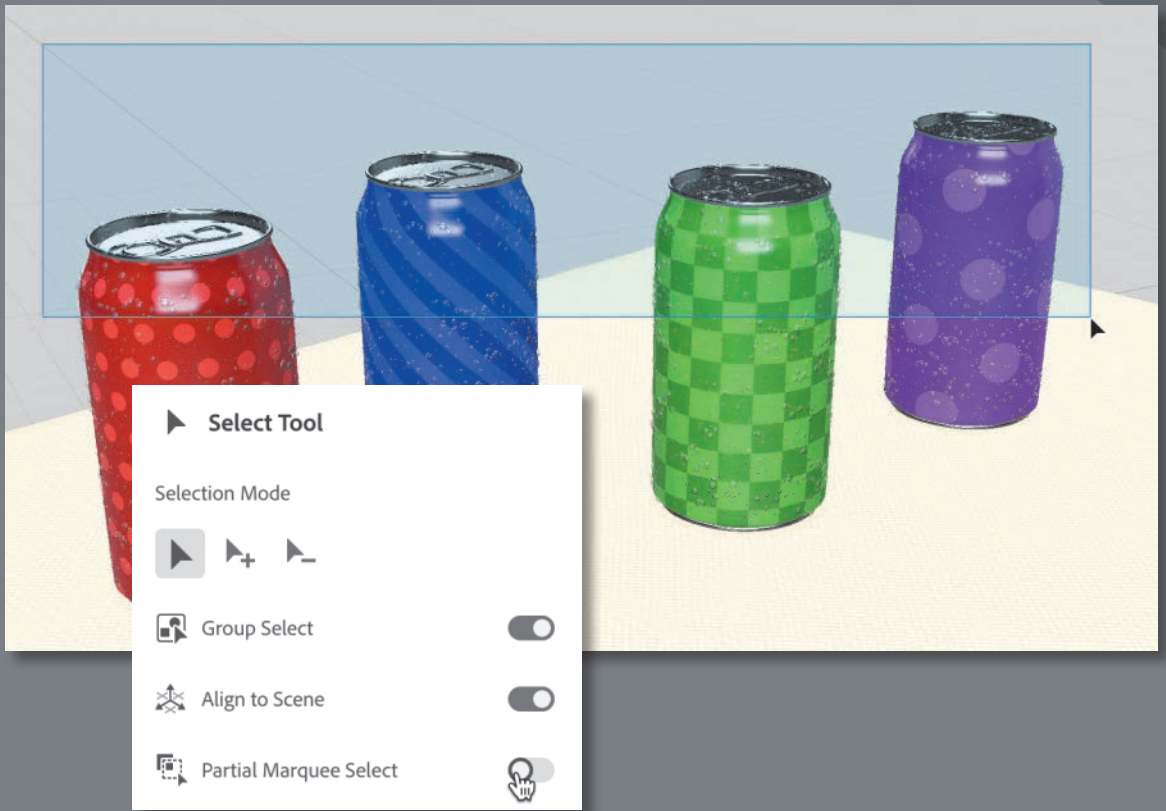 Select Tool
Selection Mode
Group Select
Align to Scene
Partial Marquee Select